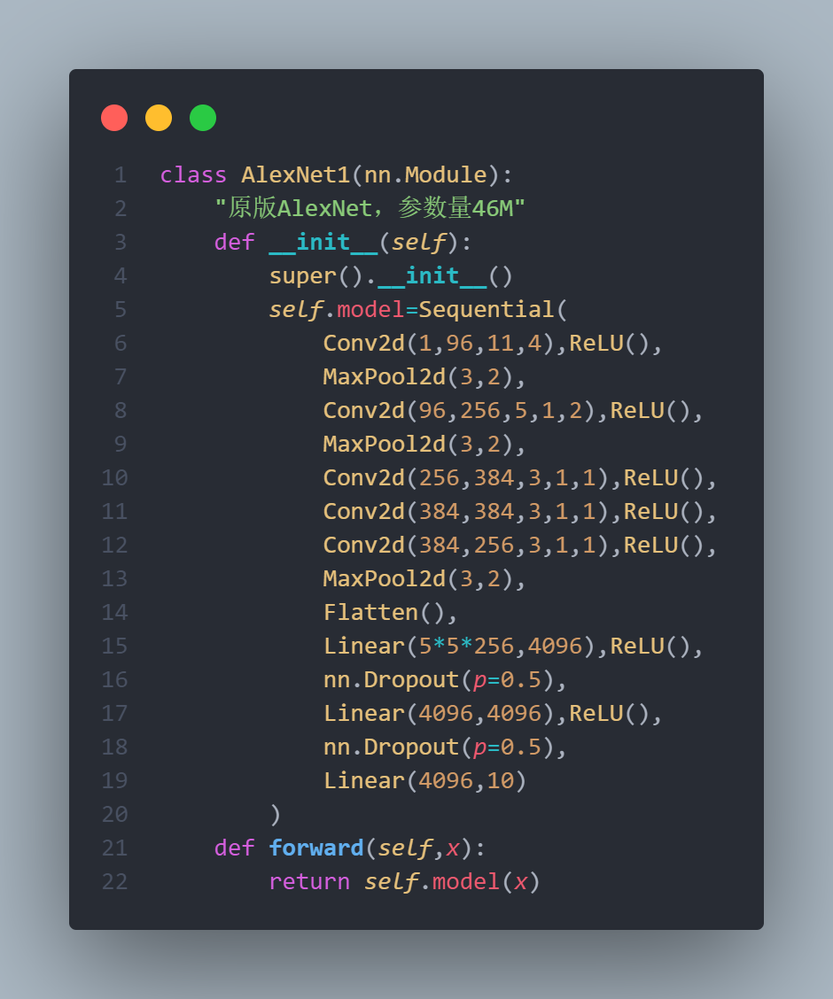 1 class AlexNet1(nn.Module):
2     "原版AlexNet，参数量46M"
3     def __init__(self):
4         super().__init__()
5         self.model=Sequential(
6             Conv2d(1,96,11,4),ReLU(),
7             MaxPool2d(3,2),
8             Conv2d(96,256,5,1,2),ReLU(),
9             MaxPool2d(3,2),
10             Conv2d(256,384,3,1,1),ReLU(),
11             Conv2d(384,384,3,1,1),ReLU(),
12             Conv2d(384,256,3,1,1),ReLU(),
13             MaxPool2d(3,2),
14             Flatten(),
15             Linear(5*5*256,4096),ReLU(),
16             nn.Dropout(p=0.5),
17             Linear(4096,4096),ReLU(),
18             nn.Dropout(p=0.5),
19             Linear(4096,10)
20         )
21     def forward(self,x):
22         return self.model(x)